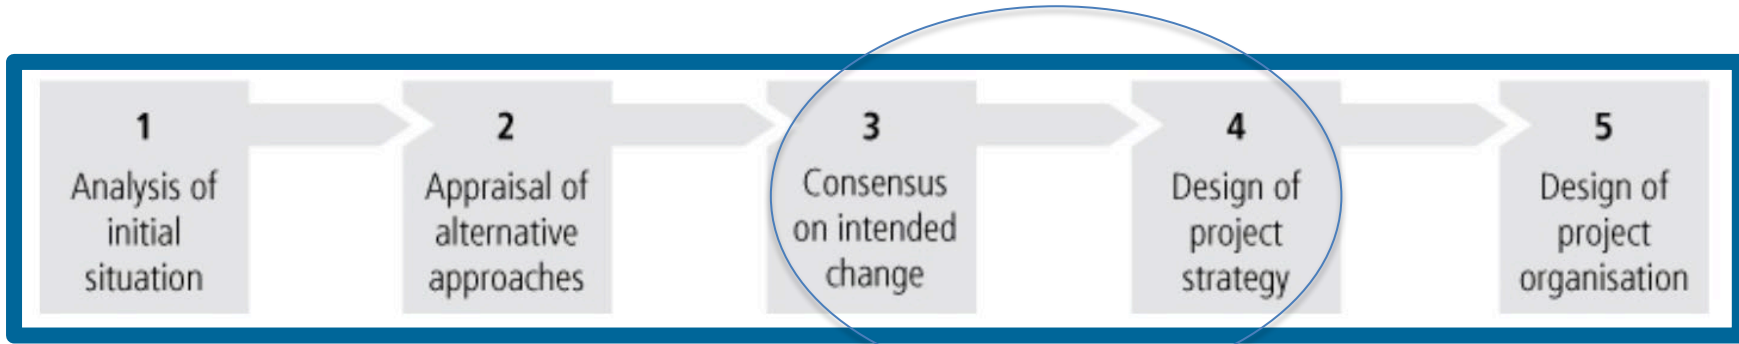 1
Analysis of
initial
situation
2
Appraisal of
alternative
approaches
3
Consensus
on intended
change
4
Design of
project
strategy
5
Design of
project
organisation